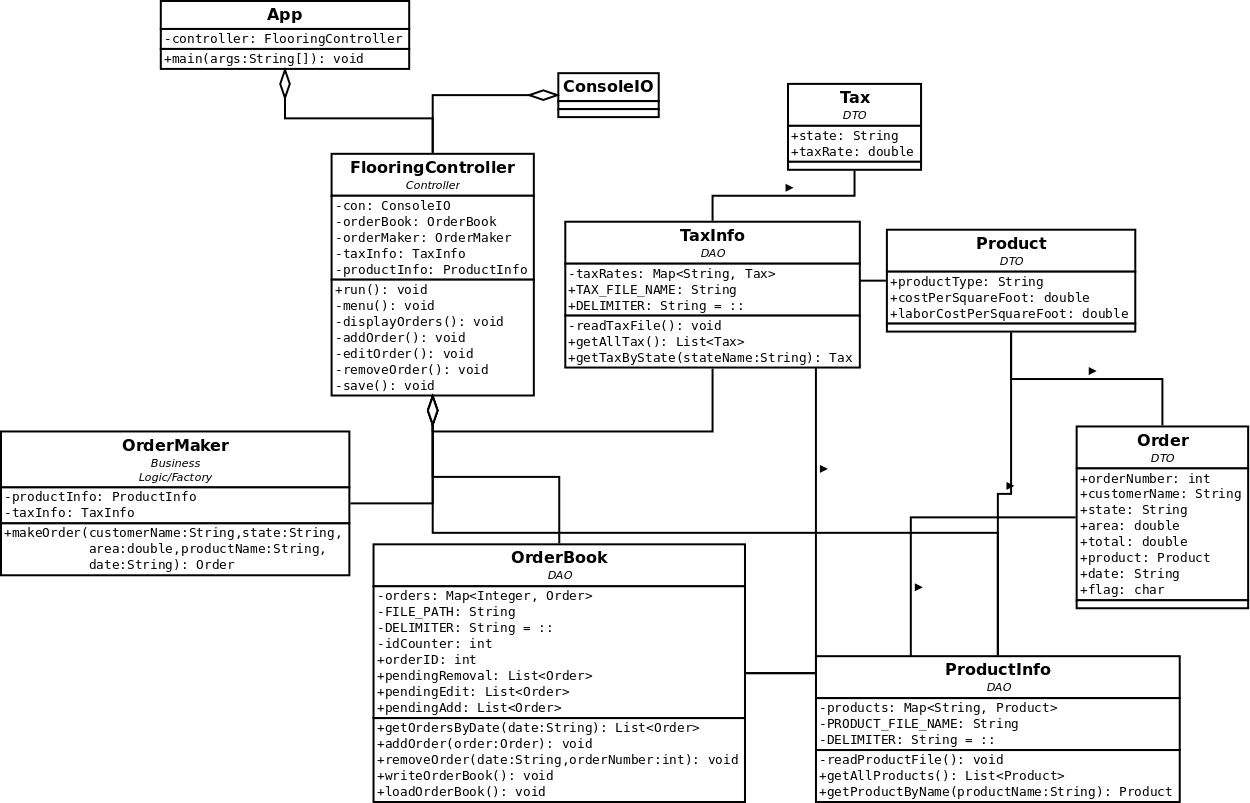 App
-controller: FlooringController
+main(args:String[]): void
ConsoleIO
Tax
DTO
+state: String
+taxRate: double
FlooringController
Controller
-con: ConsoleIO
-orderBook: OrderBook
-orderMaker: OrderMaker
-taxInfo: TaxInfo
-productInfo: ProductInfo
+run(): void
-menu(): void
-displayOrders(): void
-addOrder(): void
-editOrder(): void
-removeOrder(): void
-save(): void
TaxInfo
DAO
-taxRates: Map<String, Tax>
+TAX_FILE_NAME: String
+DELIMITER: String = ::
-readTaxFile(): void
+getAllTax(): List<Tax>
+getTaxByState(stateName:String): Tax
Product
DTO
+productType: String
+costPerSquareFoot: double
+laborCostPerSquareFoot: double
OrderMaker
Business
Logic/Factory
-productInfo: ProductInfo
-taxInfo: TaxInfo
+makeOrder(customerName:String,state:String,
area:double,productName:String,
date:String): Order
Order
DTO
+orderNumber: int
+customerName: String
+state: String
+area: double
+total: double
+product: Product
+date: String
+flag: char
OrderBook
DAO
-orders: Map<Integer, Order>
-FILE_PATH: String
-DELIMITER: String = ::
-idCounter: int
+orderID: int
+pendingRemoval: List<Order>
+pendingEdit: List<Order>
+pendingAdd: List<Order>
+getOrdersByDate(date:String): List<Order>
+addOrder(order:Order): void
+removeOrder(date:String,orderNumber:int): void
+writeOrderBook(): void
+loadOrderBook(): void
ProductInfo
DAO
-products: Map<String, Product>
-PRODUCT_FILE_NAME: String
-DELIMITER: String = ::
-readProductFile(): void
+getAllProducts(): List<Product>
+getProductByName(productName:String): Product